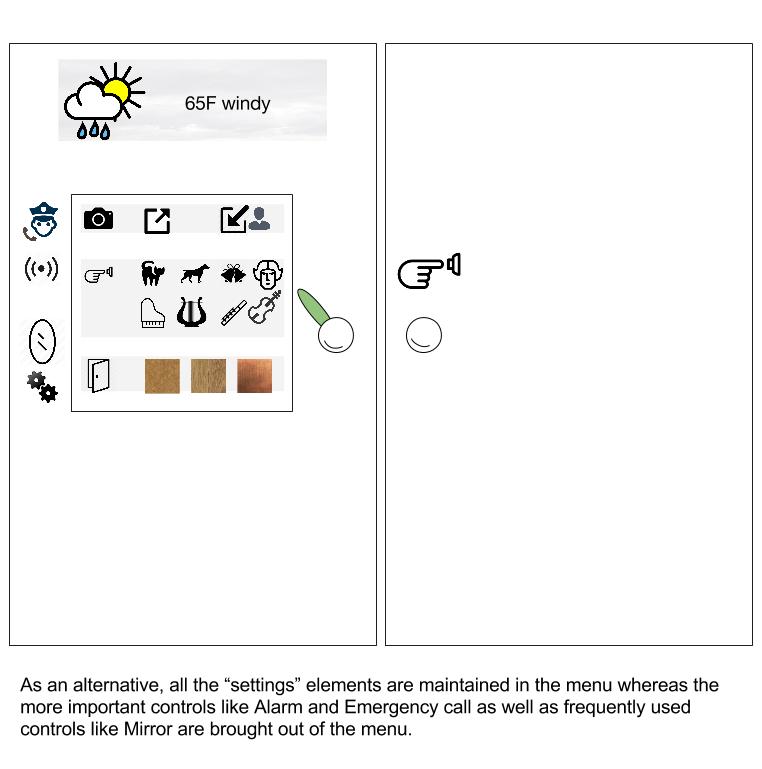 65F windy
As an alternative, all the “settings” elements are maintained in the menu whereas the
more important controls like Alarm and Emergency call as well as frequently used
controls like Mirror are brought out of the menu.